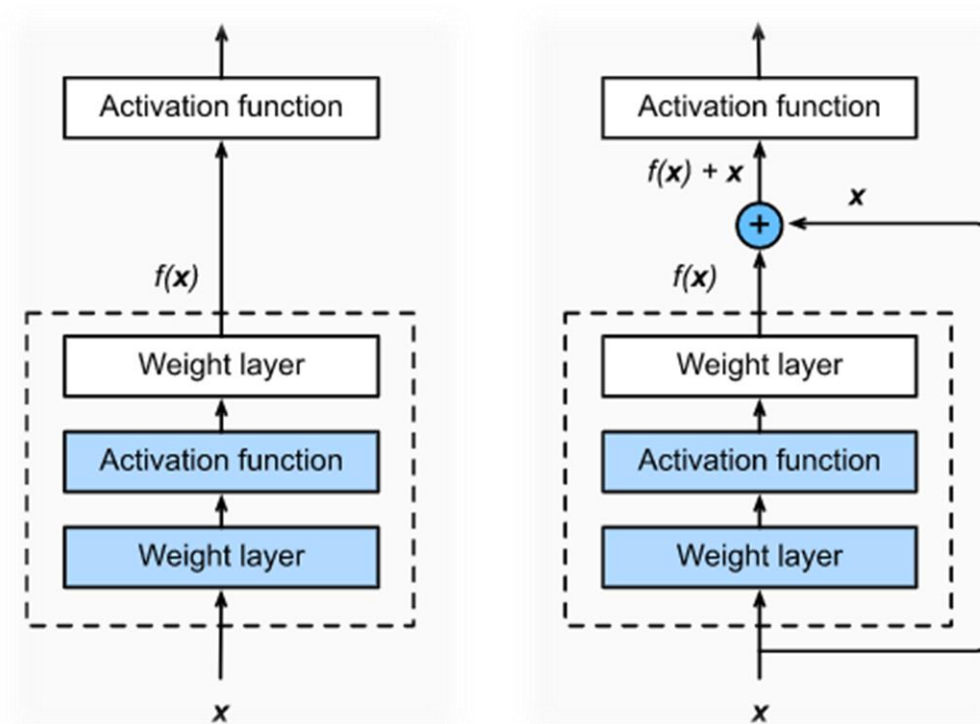 Activation function
f(x)
Weight layer
Activation function
Weight layer
x
Activation function
f(x) + x
x
+
f(x)
Weight layer
Activation function
Weight layer
x